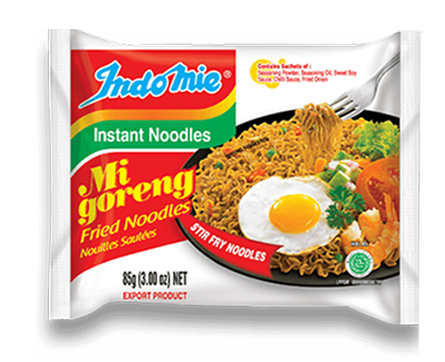 Indomie®
Contains Sachets of :
Seasoning Powder, Seasoning Oil, Sweet Soy
Sauce, Chilli Sauce, Fried Onion
Instant Noodles
Mi
goreng
Fried Noodles
Nouilles Sautées
STIR FRY NOODLES
85g (3.00 oz) NET
EXPORT PRODUCT